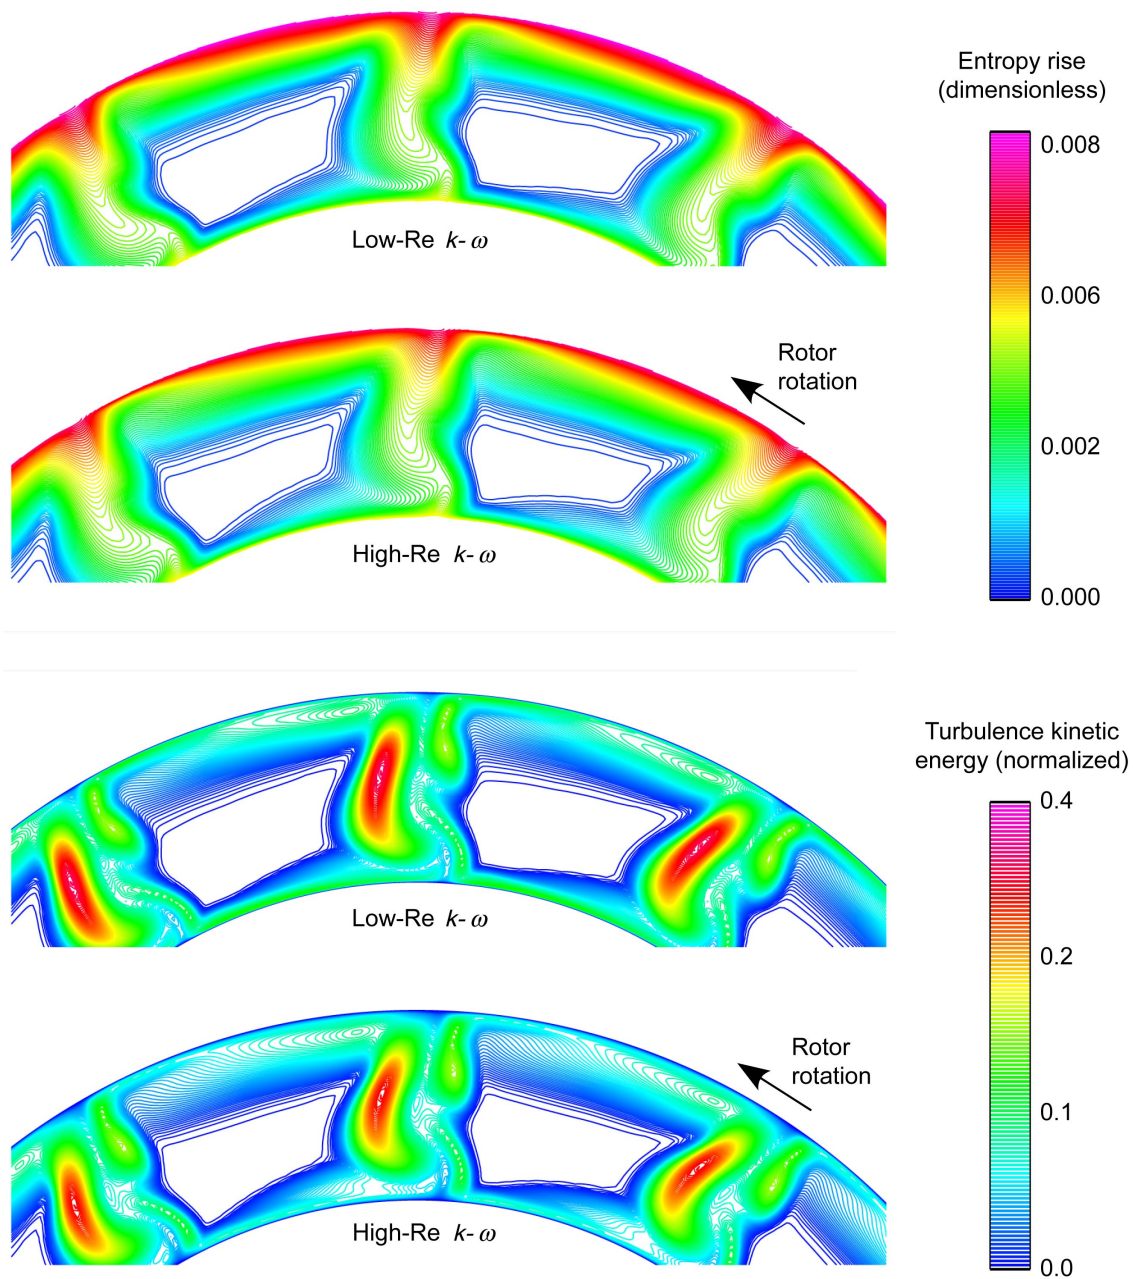 Entropy rise
(dimensionless)
0.008
0.006
0.002
0.000
Low-Re k-ω
Rotor
rotation
High-Re k-ω
Turbulence kinetic
energy (normalized)
0.4
0.2
0.1
0.0
Low-Re k-ω
Rotor
rotation
High-Re k-ω